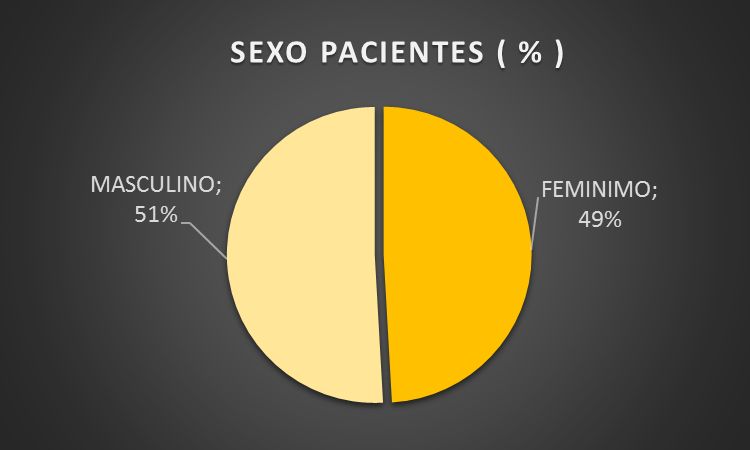 SEXO PACIENTES ( % )
MASCULINO;
51%
FEMINIMO;
49%